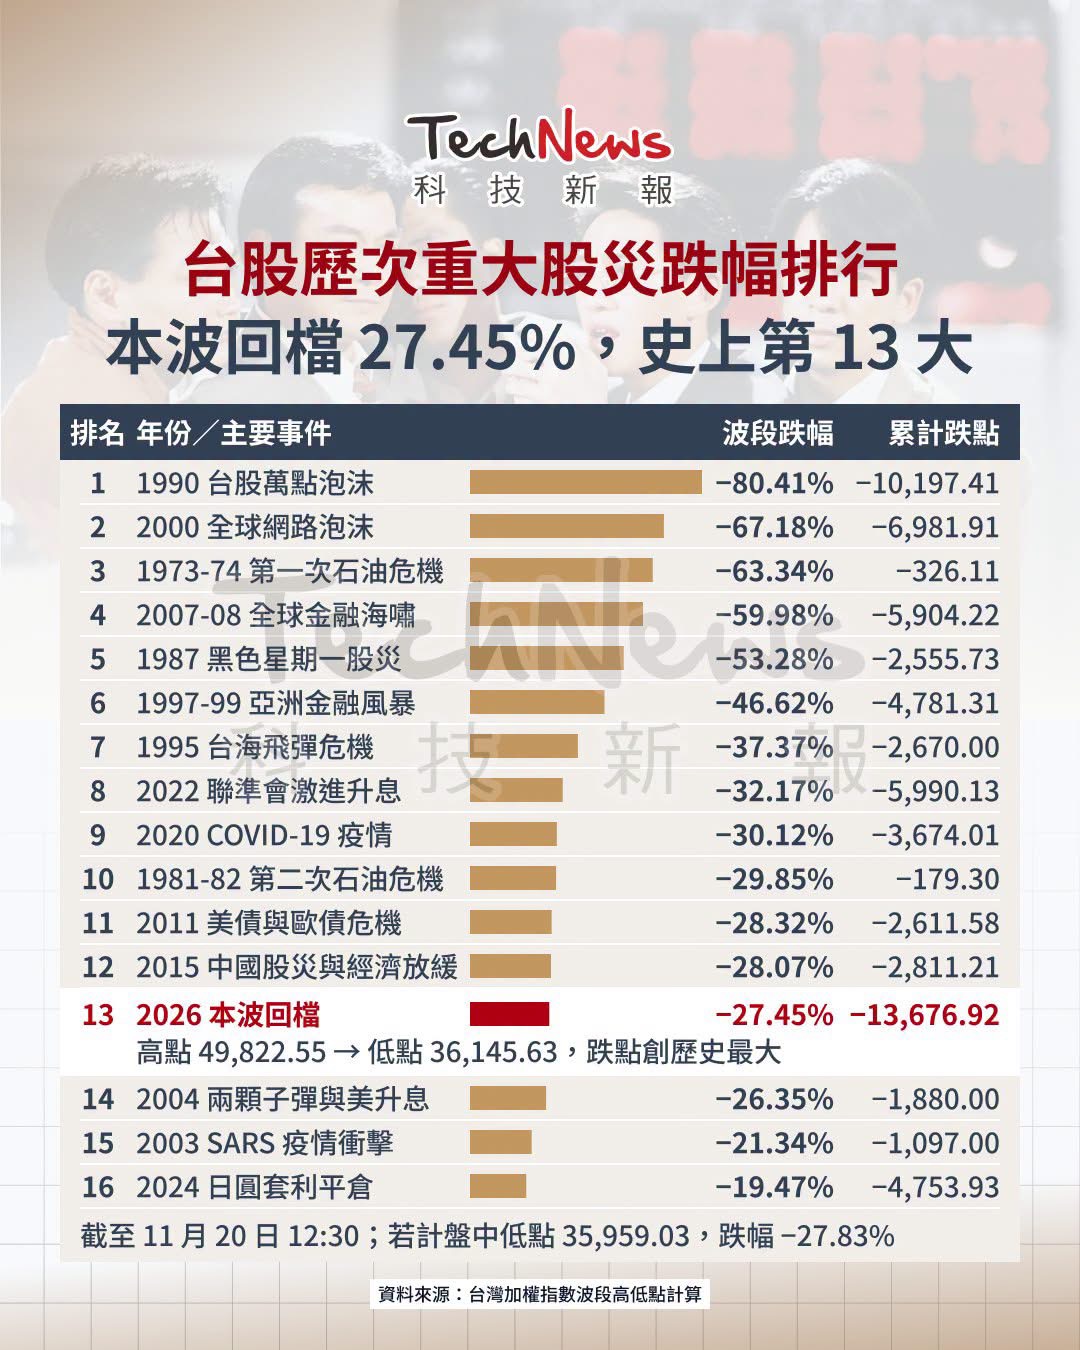 TechNews
科技新報
台股歷次重大股災跌幅排行
本波回檔 27.45%，史上第 13 大
排名 年份／主要事件 波段跌幅 累計跌點
1 1990 台股萬點泡沫 −80.41% −10,197.41
2 2000 全球網路泡沫 −67.18% −6,981.91
3 1973-74 第一次石油危機 −63.34% −326.11
4 2007-08 全球金融海嘯 −59.98% −5,904.22
5 1987 黑色星期一股災 −53.28% −2,555.73
6 1997-99 亞洲金融風暴 −46.62% −4,781.31
7 1995 台海飛彈危機 −37.37% −2,670.00
8 2022 聯準會激進升息 −32.17% −5,990.13
9 2020 COVID-19 疫情 −30.12% −3,674.01
10 1981-82 第二次石油危機 −29.85% −179.30
11 2011 美債與歐債危機 −28.32% −2,611.58
12 2015 中國股災與經濟放緩 −28.07% −2,811.21
13 2026 本波回檔 −27.45% −13,676.92
高點 49,822.55 → 低點 36,145.63，跌點創歷史最大
14 2004 兩顆子彈與美升息 −26.35% −1,880.00
15 2003 SARS 疫情衝擊 −21.34% −1,097.00
16 2024 日圓套利平倉 −19.47% −4,753.93
截至 11 月 20 日 12:30；若計盤中低點 35,959.03，跌幅 −27.83%
資料來源：台灣加權指數波段高低點計算
TechNews
科技新報